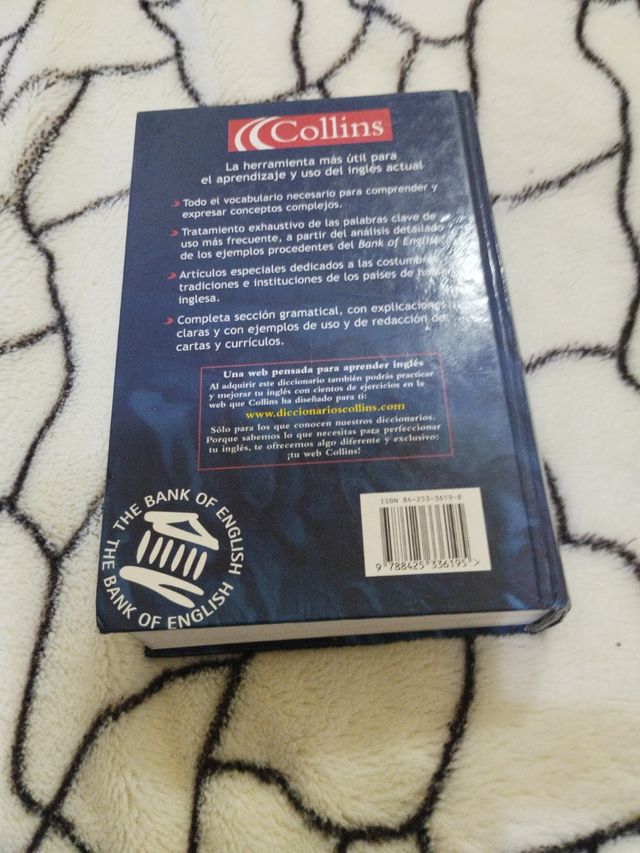 Collins
La herramienta más útil para
el aprendizaje y uso del inglés actual
Todo el vocabulario necesario para comprender y
expresar conceptos complejos.
Tratamiento exhaustivo de las palabras clave de
uso más frecuente, a partir del análisis detallado
de los ejemplos procedentes del Bank of English
Artículos especiales dedicados a las
tradiciones e instituciones de los países de
inglesa.
Completa sección gramatical, con
claras y con ejemplos de uso y de redacción de
cartas y currículos.
Una web pensada para aprender inglés
Al adquirir este diccionario también podrás practicar
y mejorar tu inglés con cientos de ejercicios en la
web que Collins ha diseñado para ti:
www.diccionarioscollins.com
Sólo para los que conocen nuestros diccionarios.
Porque sabemos lo que necesitas para perfeccionar
tu inglés, te ofrecemos algo diferente y exclusivo:
¡tu web Collins!
THE BANK OF ENGLISH
THE BANK OF ENGLISH
ISBN 84-253-3619-8
9 788425 336195 >